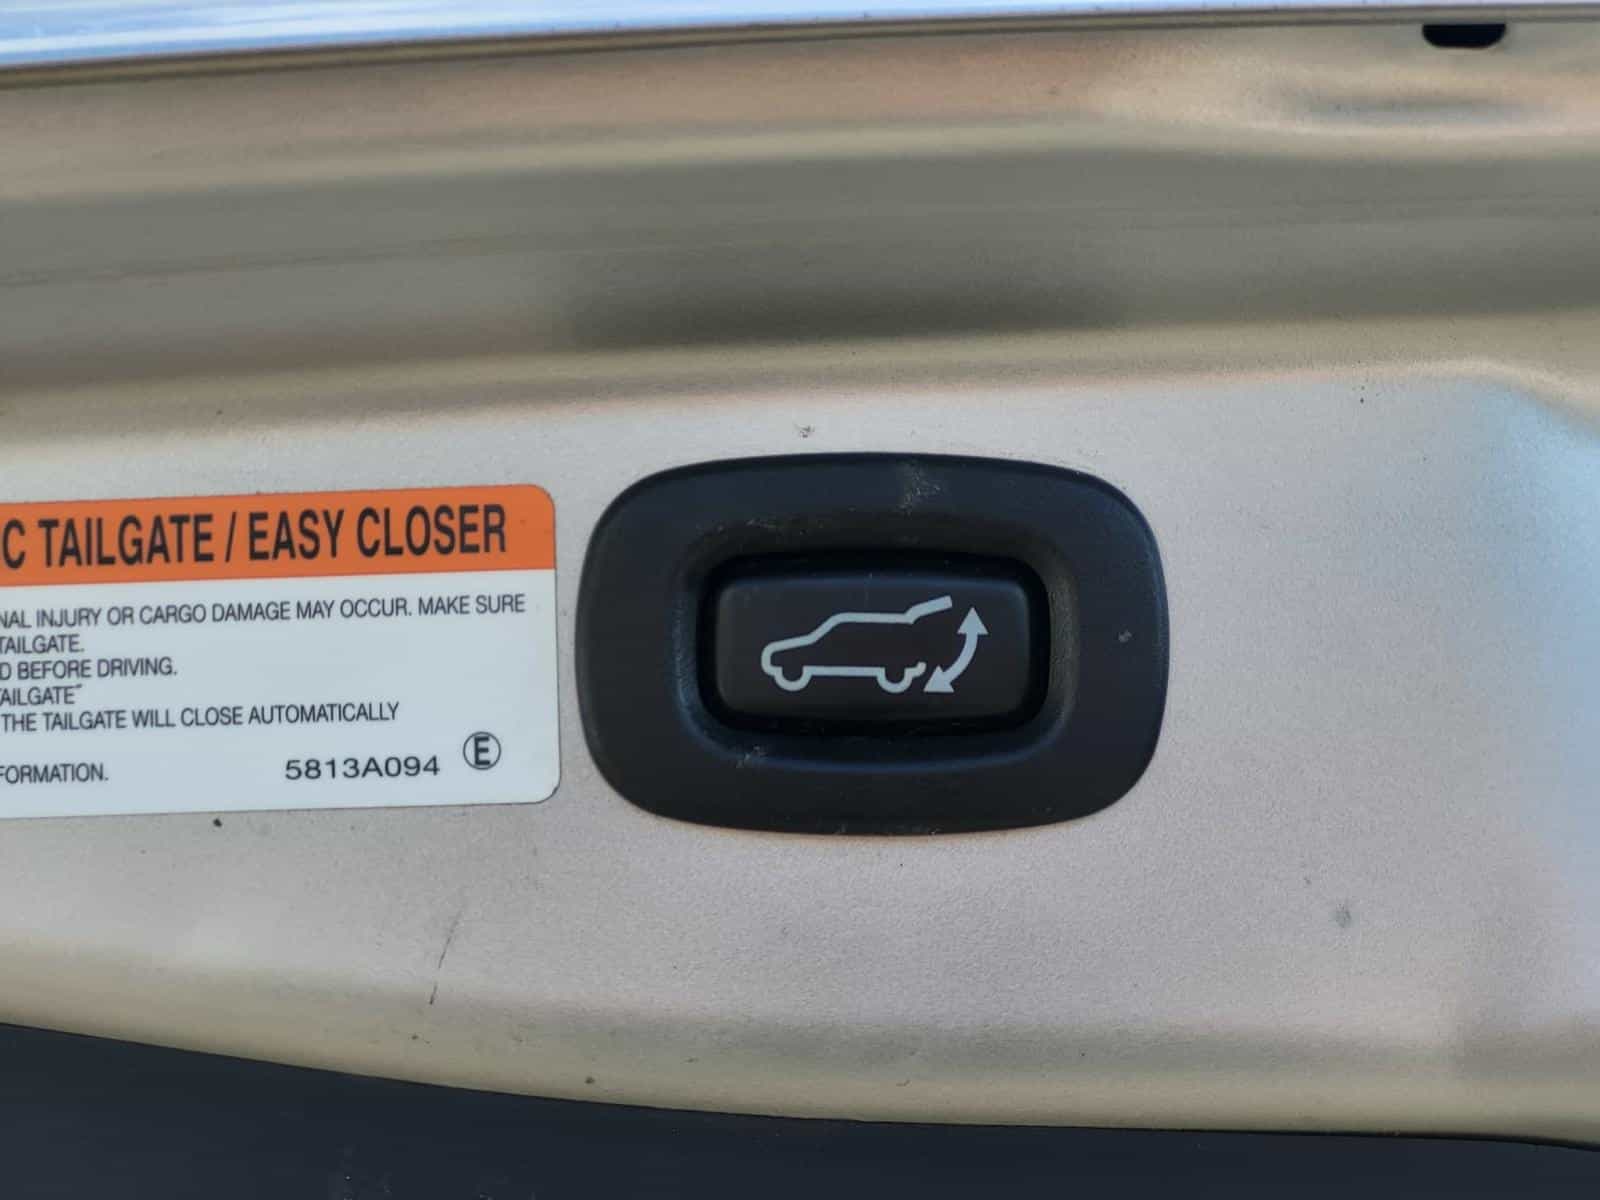 C TAILGATE / EASY CLOSER
NAL INJURY OR CARGO DAMAGE MAY OCCUR. MAKE SURE
TAILGATE.
D BEFORE DRIVING.
TAILGATE"
THE TAILGATE WILL CLOSE AUTOMATICALLY
FORMATION.
5813A094 E